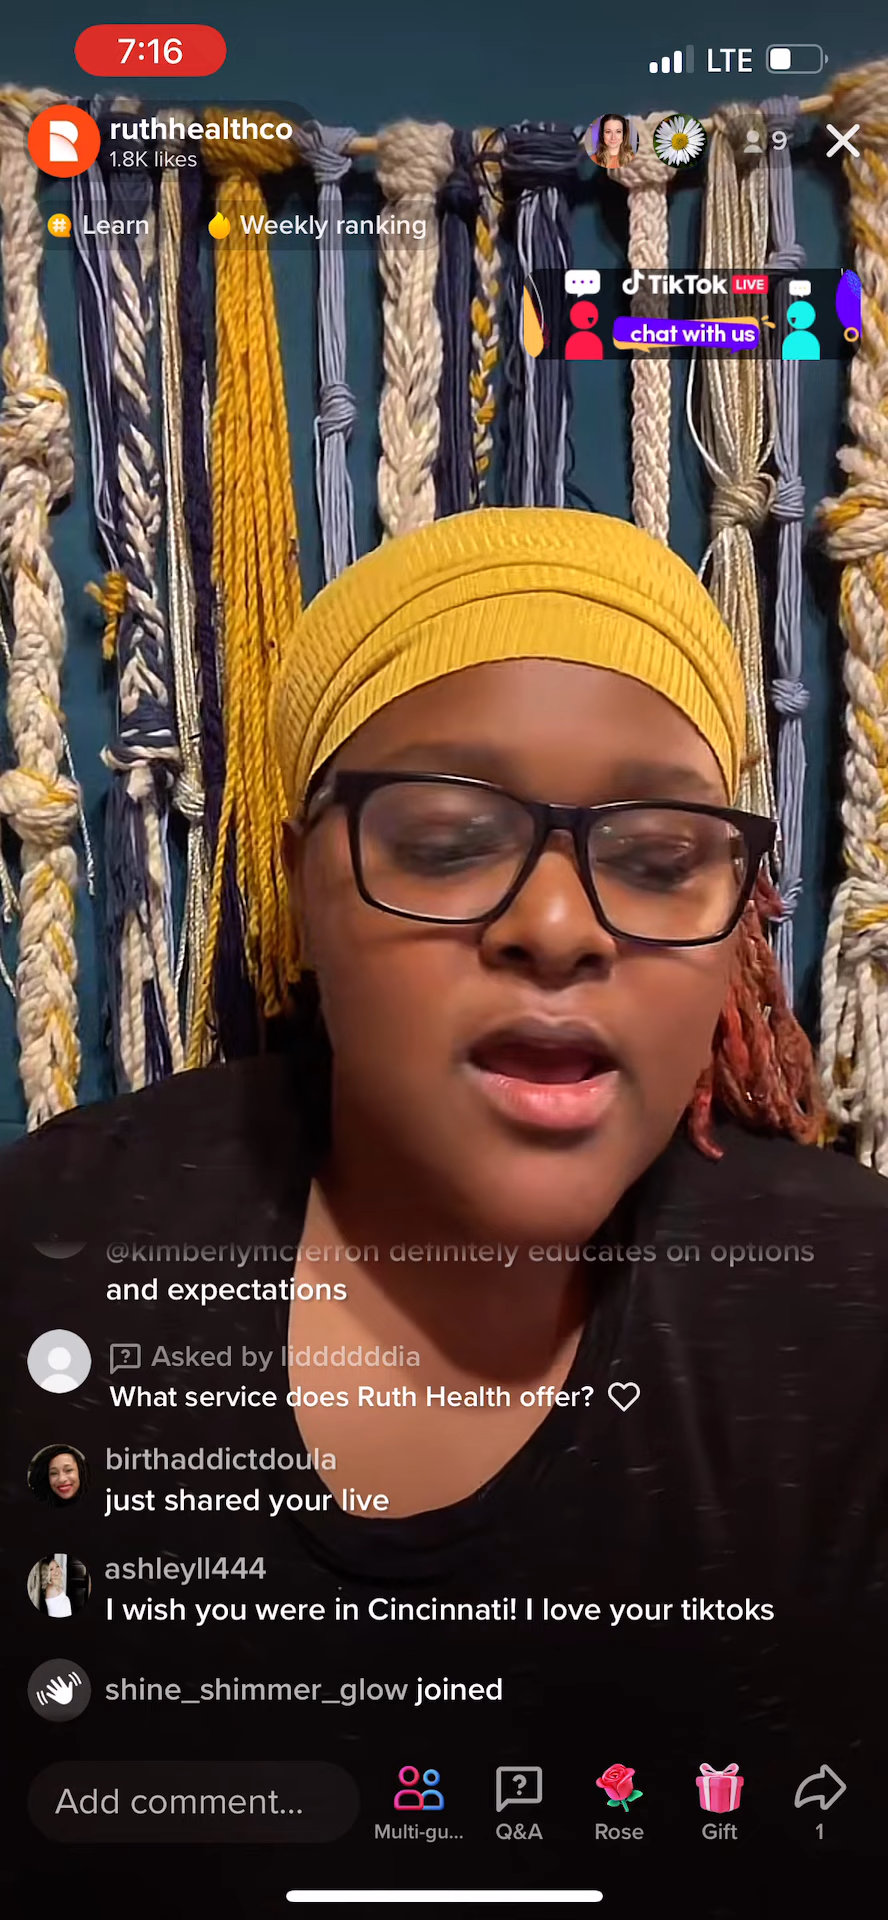 7:16
LTE
ruthhealthco
1.8K likes
9
Learn
Weekly ranking
TikTok LIVE
chat with us
@kimberlymcferron definitely educates on options
and expectations
Asked by liddddddia
What service does Ruth Health offer?
birthaddictdoula
just shared your live
ashleyll444
I wish you were in Cincinnati! I love your tiktoks
shine_shimmer_glow joined
Add comment...
Multi-gu...
Q&A
Rose
Gift
1